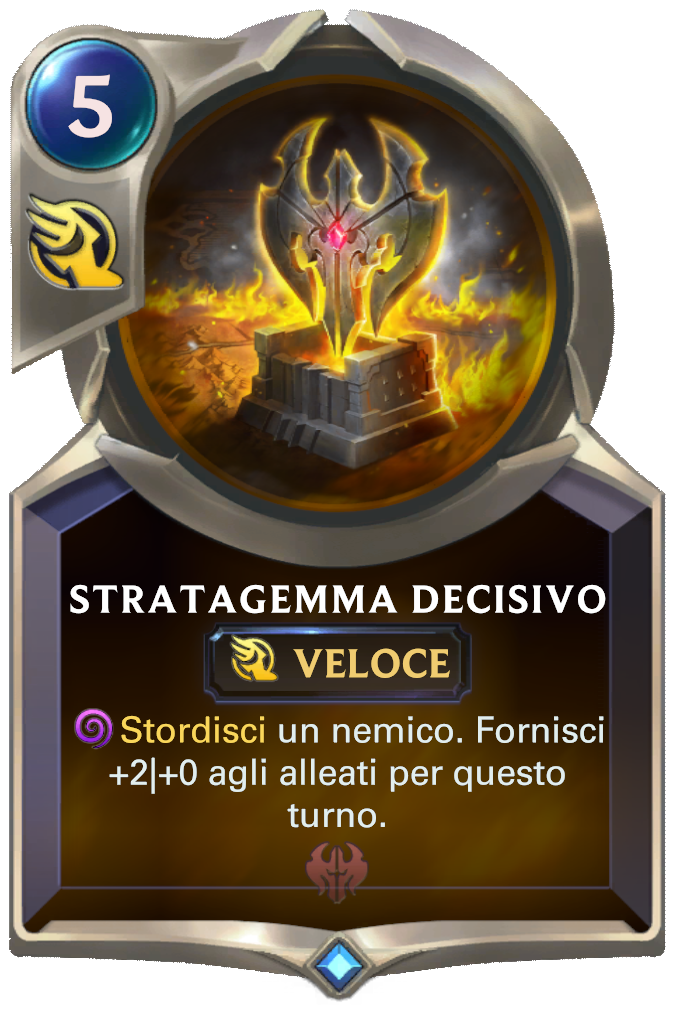 5
STRATAGEMMA DECISIVO
VELOCE
Stordisci un nemico. Fornisci
+2|+0 agli alleati per questo
turno.